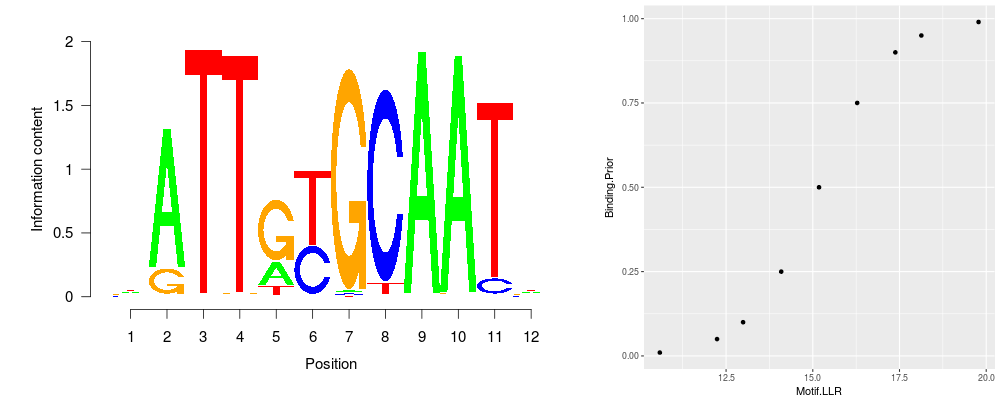 2
1.5
1
0.5
0
Information content
1 2 3 4 5 6 7 8 9 10 11 12
Position
A
G
T
T
G
A
T
T
C
G
C
T
A
A
T
C
1.00
0.75
0.50
0.25
0.00
Binding.Prior
12.5 15.0 17.5 20.0
Motif.LLR